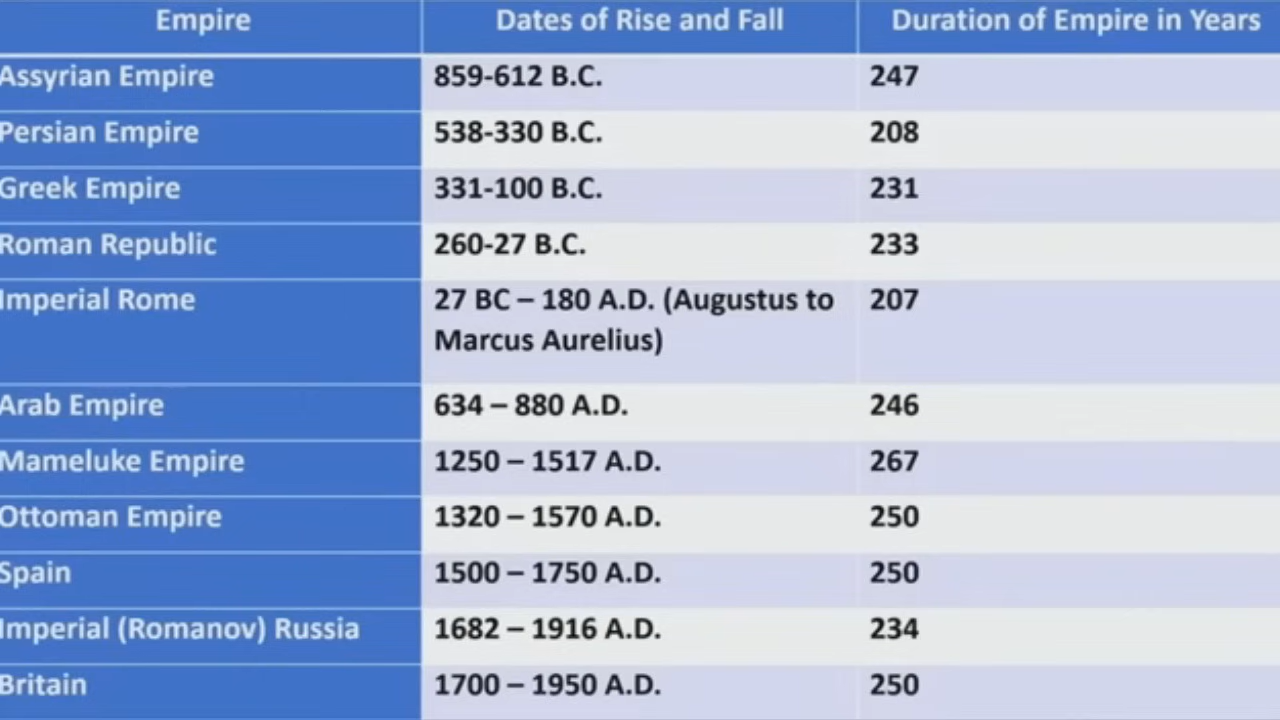 Empire Dates of Rise and Fall Duration of Empire in Years
Assyrian Empire 859-612 B.C. 247
Persian Empire 538-330 B.C. 208
Greek Empire 331-100 B.C. 231
Roman Republic 260-27 B.C. 233
Imperial Rome 27 BC – 180 A.D. (Augustus to 207
Marcus Aurelius)
Arab Empire 634 – 880 A.D. 246
Mameluke Empire 1250 – 1517 A.D. 267
Ottoman Empire 1320 – 1570 A.D. 250
Spain 1500 – 1750 A.D. 250
Imperial (Romanov) Russia 1682 – 1916 A.D. 234
Britain 1700 – 1950 A.D. 250